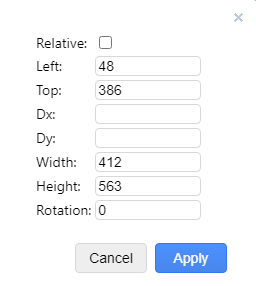 Relative:
Left: 48
Top: 386
Dx:
Dy:
Width: 412
Height: 563
Rotation: 0
Cancel Apply